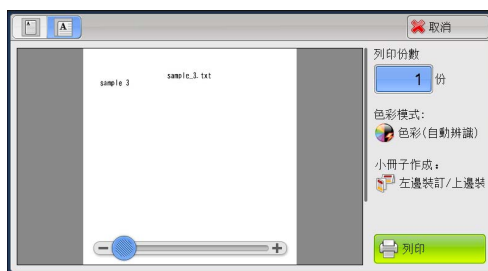 A
A
取消
sample_3.txt
sample 3
列印份數
1 份
色彩模式:
色彩(自動辨識)
小冊子作成:
左邊裝訂/上邊裝
列印